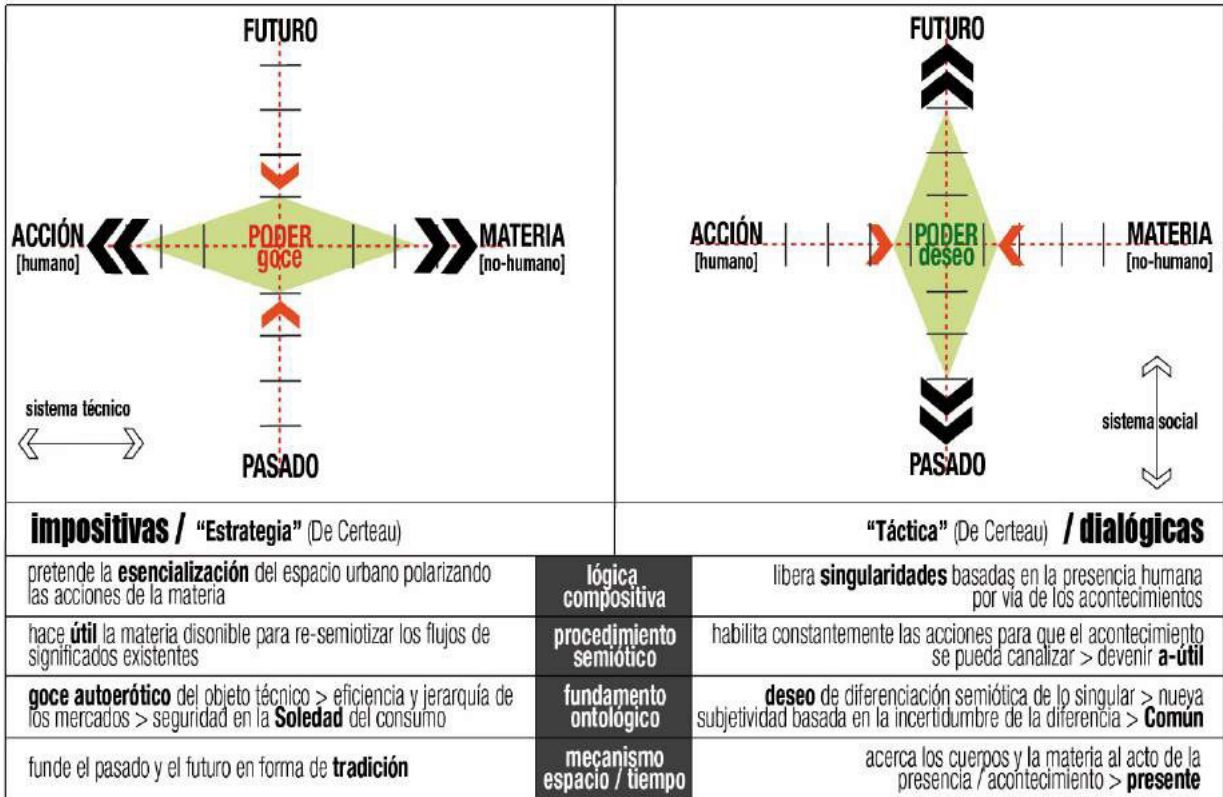 FUTURO
ACCIÓN
[humano]
PODER
goce
MATERIA
[no-humano]
sistema técnico
PASADO
FUTURO
ACCIÓN
[humano]
PODER
deseo
MATERIA
[no-humano]
sistema social
PASADO
impositivas / “Estrategia” (De Certeau)
“Táctica” (De Certeau) / dialógicas
pretende la esencialización del espacio urbano polarizando
las acciones de la materia
lógica
compositiva
libera singularidades basadas en la presencia humana
por vía de los acontecimientos
hace útil la materia disonible para re-semiotizar los flujos de
significados existentes
procedimiento
semiótico
habilita constantemente las acciones para que el acontecimiento
se pueda canalizar > devenir a-útil
goce autoerótico del objeto técnico > eficiencia y jerarquía de
los mercados > seguridad en la Soledad del consumo
fundamento
ontológico
deseo de diferenciación semiótica de lo singular > nueva
subjetividad basada en la incertidumbre de la diferencia > Común
funde el pasado y el futuro en forma de tradición
mecanismo
espacio / tiempo
acerca los cuerpos y la materia al acto de la
presencia / acontecimiento > presente